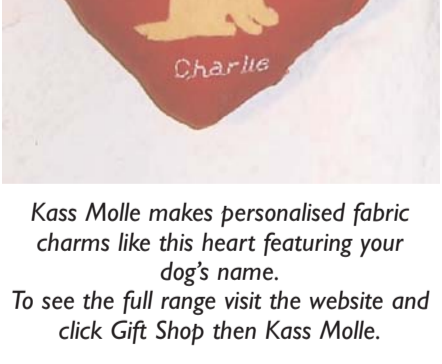 Charlie
Kass Molle makes personalised fabric
charms like this heart featuring your
dog's name.
To see the full range visit the website and
click Gift Shop then Kass Molle.